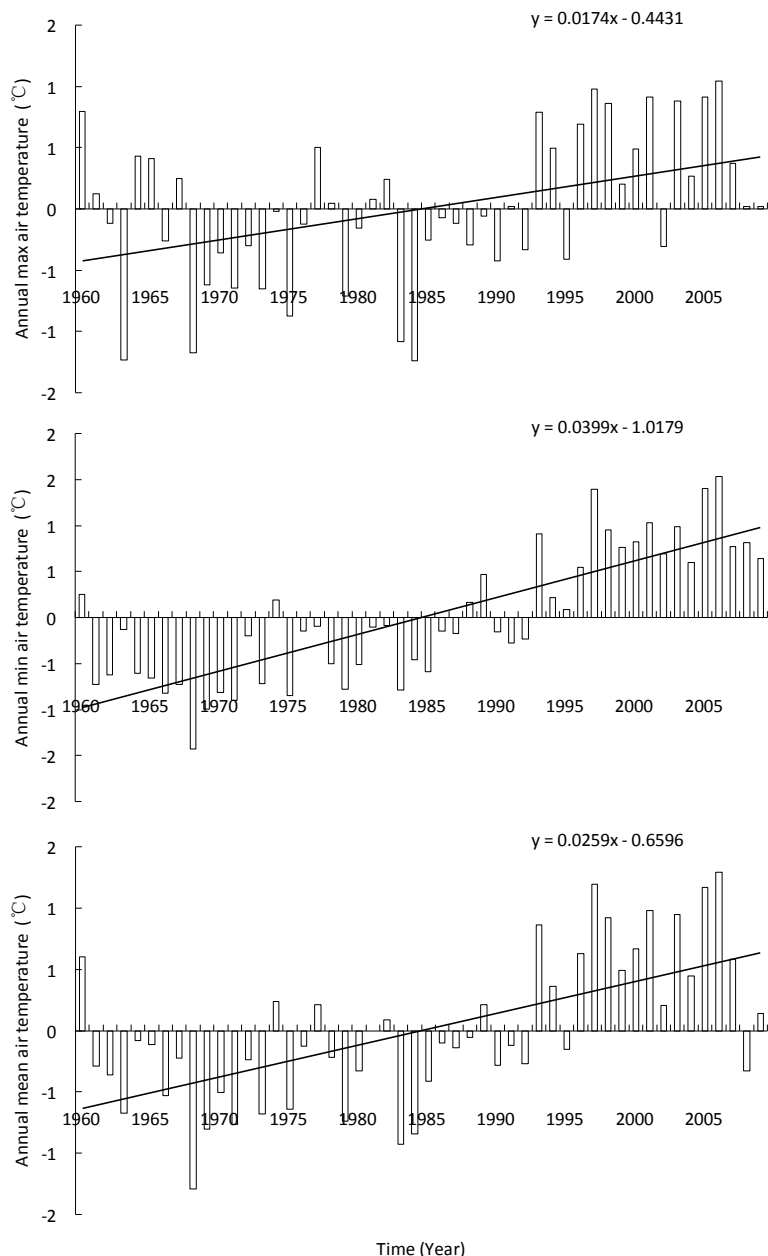 y = 0.0174x - 0.4431
Annual max air temperature (℃)
2
1
1
0
-1
-1
-2
1960 1965 1970 1975 1980 1985 1990 1995 2000 2005
y = 0.0399x - 1.0179
Annual min air temperature (℃)
2
2
1
1
0
-1
-1
-2
-2
1960 1965 1970 1975 1980 1985 1990 1995 2000 2005
y = 0.0259x - 0.6596
Annual mean air temperature (℃)
2
1
1
0
-1
-1
-2
1960 1965 1970 1975 1980 1985 1990 1995 2000 2005
Time (Year)